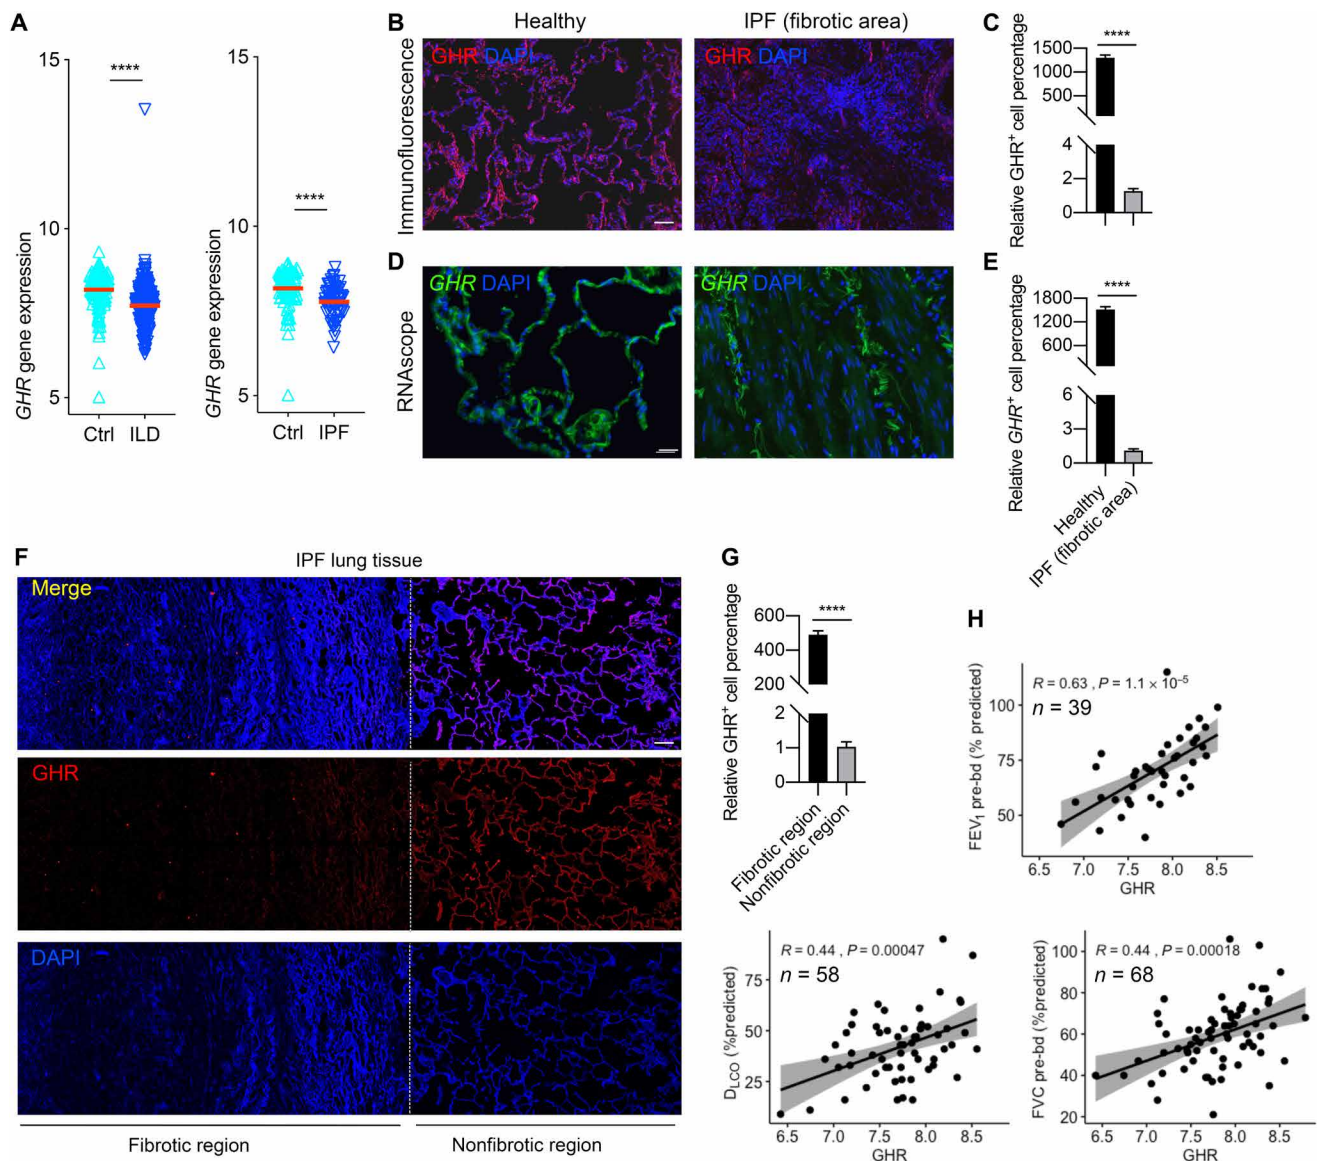 A
15
10
5
GHR gene expression
****
Ctrl ILD
15
10
5
GHR gene expression
****
Ctrl IPF
B
Healthy
IPF (fibrotic area)
Immunofluorescence
GHR DAPI
GHR DAPI
C
Relative GHR+ cell percentage
1500
1000
500
4
2
0
****
D
RNAscope
GHR DAPI
GHR DAPI
E
Relative GHR+ cell percentage
1800
1200
600
6
3
0
****
Healthy
IPF (fibrotic area)
F
IPF lung tissue
Merge
GHR
DAPI
Fibrotic region
Nonfibrotic region
G
Relative GHR+ cell percentage
600
400
200
2
1
0
****
Fibrotic region
Nonfibrotic region
H
FEV1 pre-bd (% predicted)
R = 0.63 , P = 1.1 × 10−5
n = 39
100
75
50
6.5 7.0 7.5 8.0 8.5
GHR
DLCO (%predicted)
R = 0.44 , P = 0.00047
n = 58
75
50
25
6.5 7.0 7.5 8.0 8.5
GHR
FVC pre-bd (%predicted)
R = 0.44 , P = 0.00018
n = 68
100
80
60
40
20
6.5 7.0 7.5 8.0 8.5
GHR